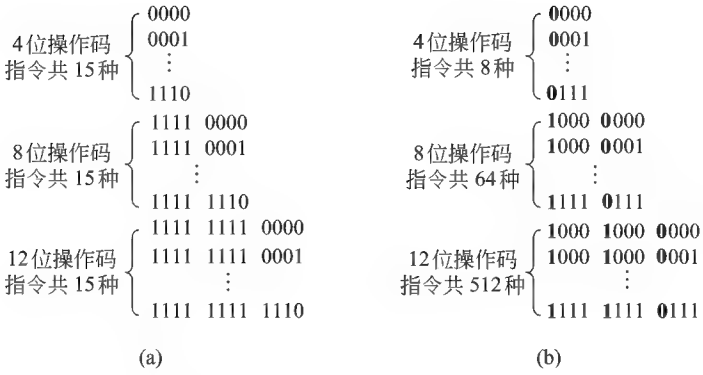 4位操作码
指令共 15种
0000
0001
⋮
1110
8位操作码
指令共 15种
1111 0000
1111 0001
⋮
1111 1110
12位操作码
指令共 15种
1111 1111 0000
1111 1111 0001
⋮
1111 1111 1110
(a)
4位操作码
指令共 8种
0000
0001
⋮
0111
8位操作码
指令共 64种
1000 0000
1000 0001
⋮
1111 0111
12位操作码
指令共 512种
1000 1000 0000
1000 1000 0001
⋮
1111 1111 0111
(b)